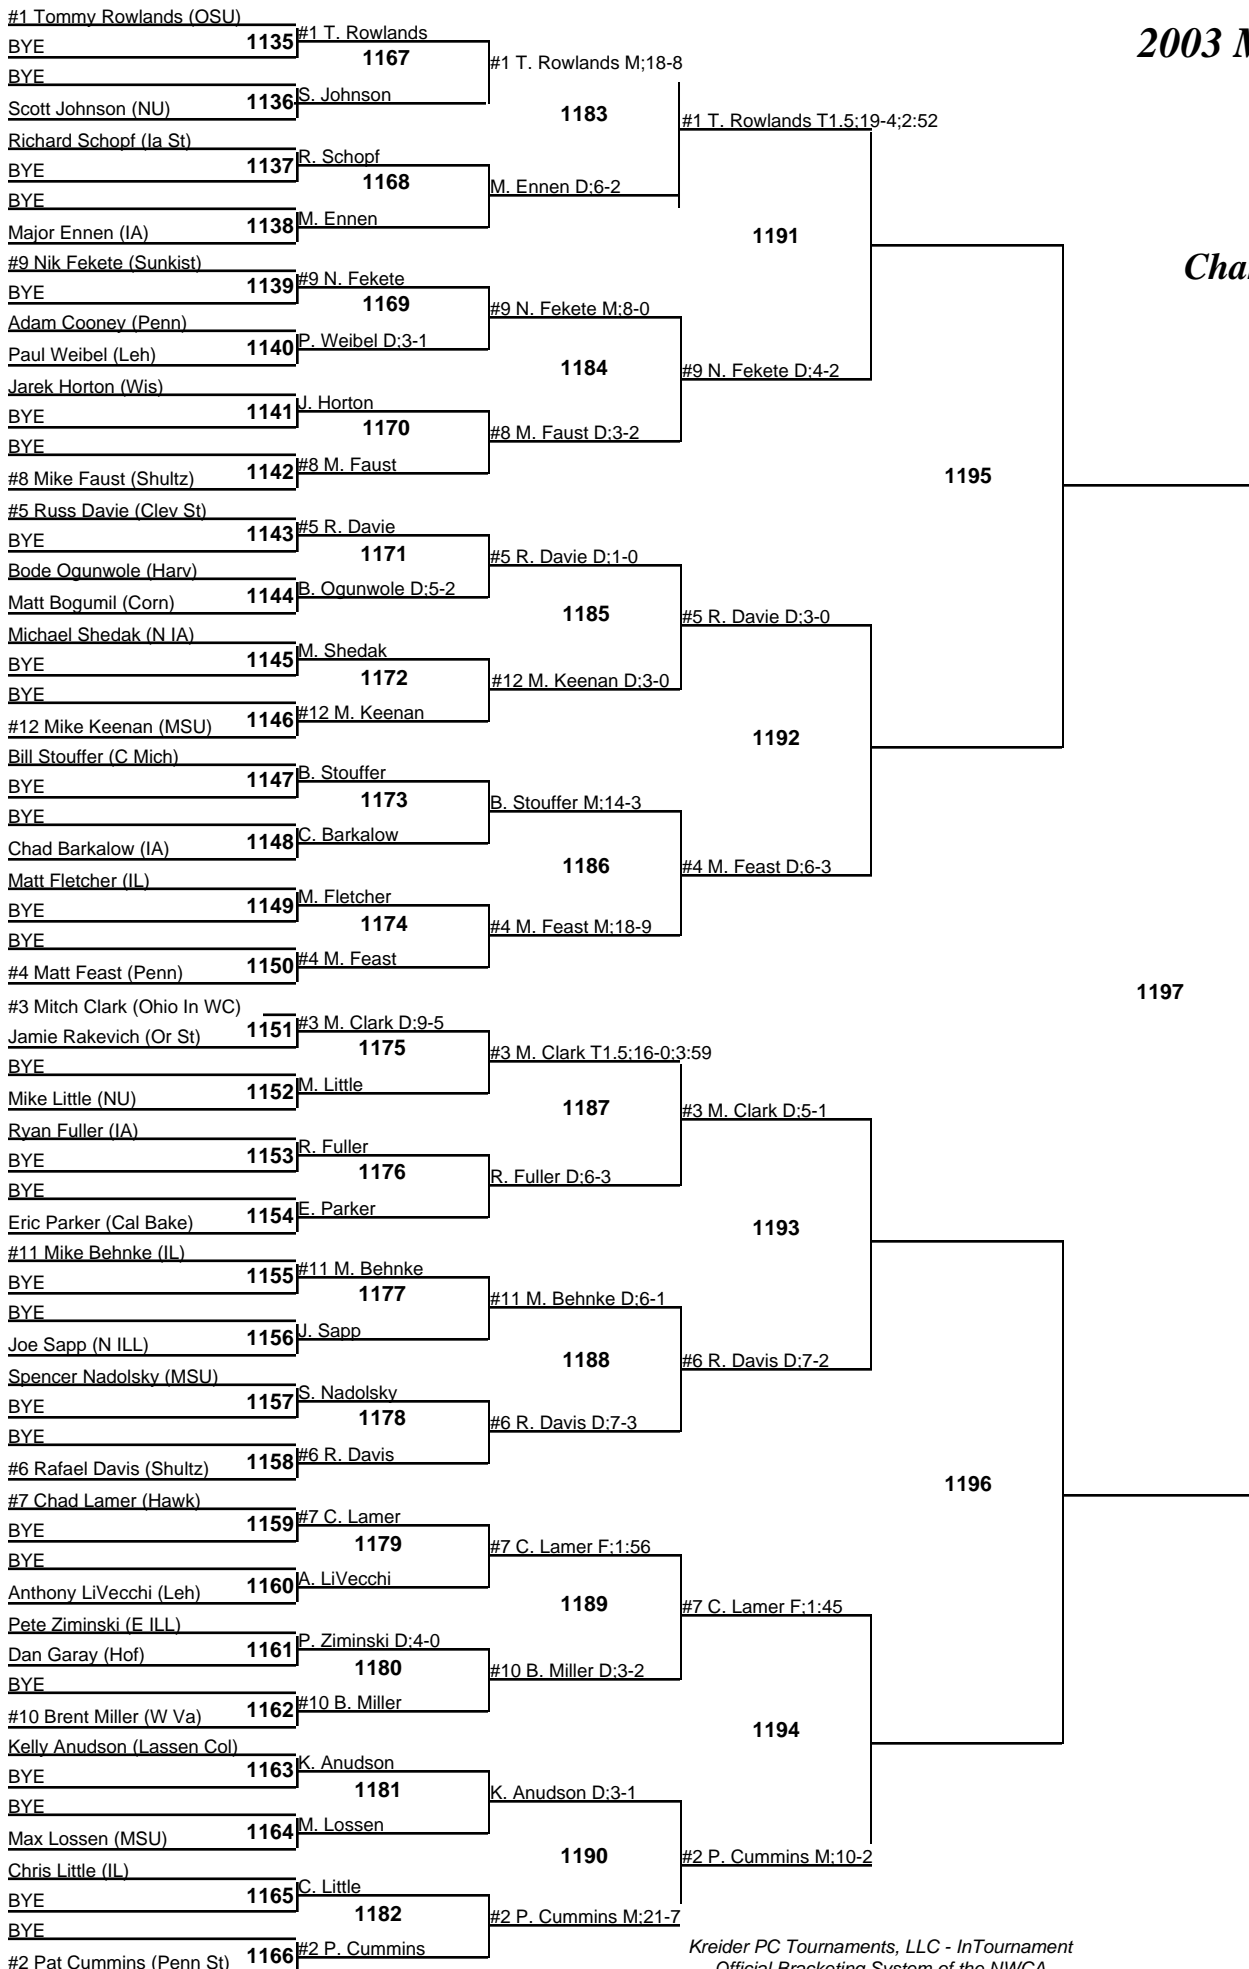 #1 Tommy Rowlands (OSU)
BYE
1135
BYE
Scott Johnson (NU)
1136
Richard Schopf (Ia St)
BYE
1137
BYE
Major Ennen (IA)
1138
#9 Nik Fekete (Sunkist)
BYE
1139
Adam Cooney (Penn)
Paul Weibel (Leh)
1140
Jarek Horton (Wis)
BYE
1141
BYE
#8 Mike Faust (Shultz)
1142
#5 Russ Davie (Clev St)
BYE
1143
Bode Ogunwole (Harv)
Matt Bogumil (Corn)
1144
Michael Shedak (N IA)
BYE
1145
BYE
#12 Mike Keenan (MSU)
1146
Bill Stouffer (C Mich)
BYE
1147
BYE
Chad Barkalow (IA)
1148
Matt Fletcher (IL)
BYE
1149
BYE
#4 Matt Feast (Penn)
1150
#3 Mitch Clark (Ohio In WC)
Jamie Rakevich (Or St)
1151
BYE
Mike Little (NU)
1152
Ryan Fuller (IA)
BYE
1153
BYE
Eric Parker (Cal Bake)
1154
#11 Mike Behnke (IL)
BYE
1155
BYE
Joe Sapp (N ILL)
1156
Spencer Nadolsky (MSU)
BYE
1157
BYE
#6 Rafael Davis (Shultz)
1158
#7 Chad Lamer (Hawk)
BYE
1159
BYE
Anthony LiVecchi (Leh)
1160
Pete Ziminski (E ILL)
Dan Garay (Hof)
1161
BYE
#10 Brent Miller (W Va)
1162
Kelly Anudson (Lassen Col)
BYE
1163
BYE
Max Lossen (MSU)
1164
Chris Little (IL)
BYE
1165
BYE
#2 Pat Cummins (Penn St)
1166
#1 T. Rowlands
1167
S. Johnson
R. Schopf
1168
M. Ennen
#9 N. Fekete
1169
P. Weibel D;3-1
J. Horton
1170
#8 M. Faust
#5 R. Davie
1171
B. Ogunwole D;5-2
M. Shedak
1172
#12 M. Keenan
B. Stouffer
1173
C. Barkalow
M. Fletcher
1174
#4 M. Feast
#3 M. Clark D;9-5
1175
M. Little
R. Fuller
1176
E. Parker
#11 M. Behnke
1177
J. Sapp
S. Nadolsky
1178
#6 R. Davis
#7 C. Lamer
1179
A. LiVecchi
P. Ziminski D;4-0
1180
#10 B. Miller
K. Anudson
1181
M. Lossen
C. Little
1182
#2 P. Cummins
#1 T. Rowlands M;18-8
1183
M. Ennen D;6-2
#9 N. Fekete M;8-0
1184
#8 M. Faust D;3-2
#5 R. Davie D;1-0
1185
#12 M. Keenan D;3-0
B. Stouffer M;14-3
1186
#4 M. Feast M;18-9
#3 M. Clark T1.5;16-0;3:59
1187
R. Fuller D;6-3
#11 M. Behnke D;6-1
1188
#6 R. Davis D;7-3
#7 C. Lamer F;1:56
1189
#10 B. Miller D;3-2
K. Anudson D;3-1
1190
#2 P. Cummins M;21-7
#1 T. Rowlands T1.5;19-4;2:52
1191
#9 N. Fekete D;4-2
#5 R. Davie D;3-0
1192
#4 M. Feast D;6-3
#3 M. Clark D;5-1
1193
#6 R. Davis D;7-2
#7 C. Lamer F;1:45
1194
#2 P. Cummins M;10-2
1195
1196
1197
2003 M
Cha
Kreider PC Tournaments, LLC - InTournament
Official Bracketing System of the NWCA